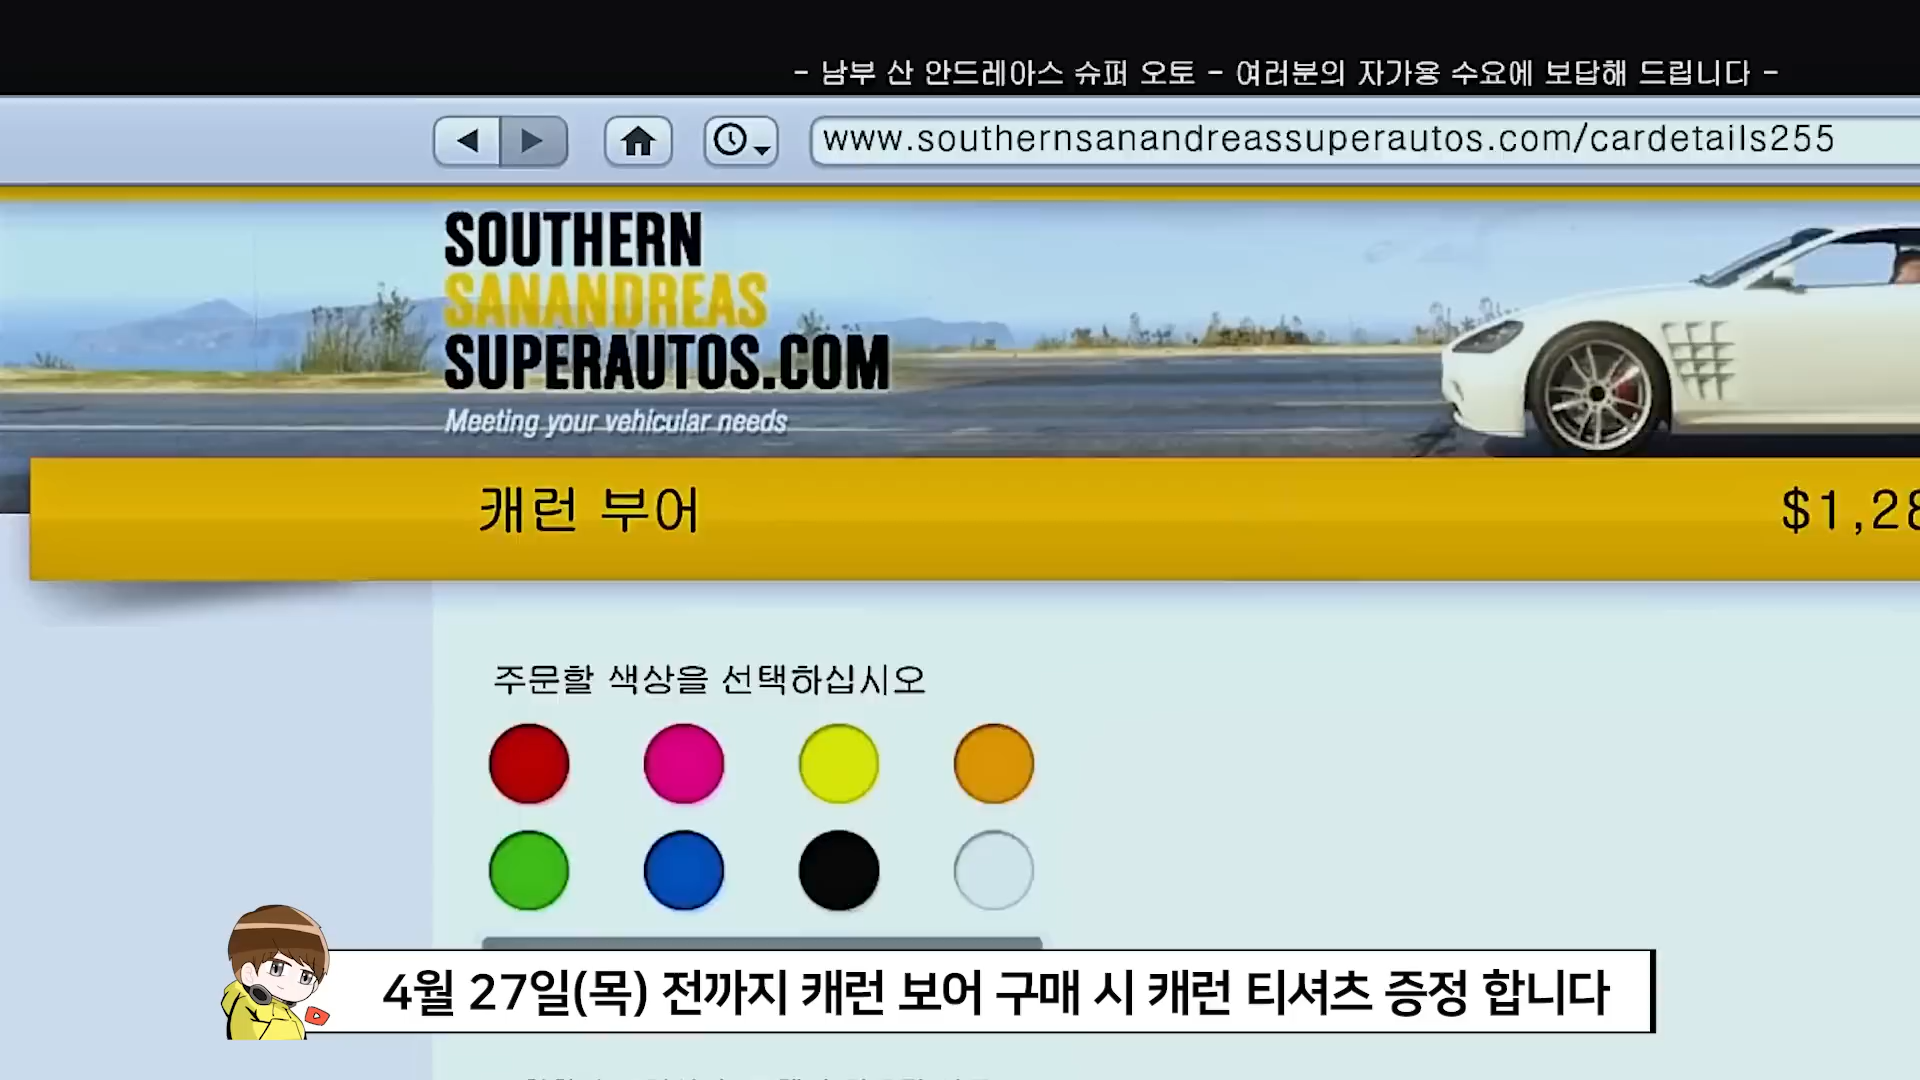 - 남부 산 안드레아스 슈퍼 오토 - 여러분의 자가용 수요에 보답해 드립니다 -
www.southernsanandreassuperautos.com/cardetails255
SOUTHERN
SANANDREAS
SUPERAUTOS.COM
Meeting your vehicular needs
캐런 부어
$1,28
주문할 색상을 선택하십시오
4월 27일(목) 전까지 캐런 보어 구매 시 캐런 티셔츠 증정 합니다